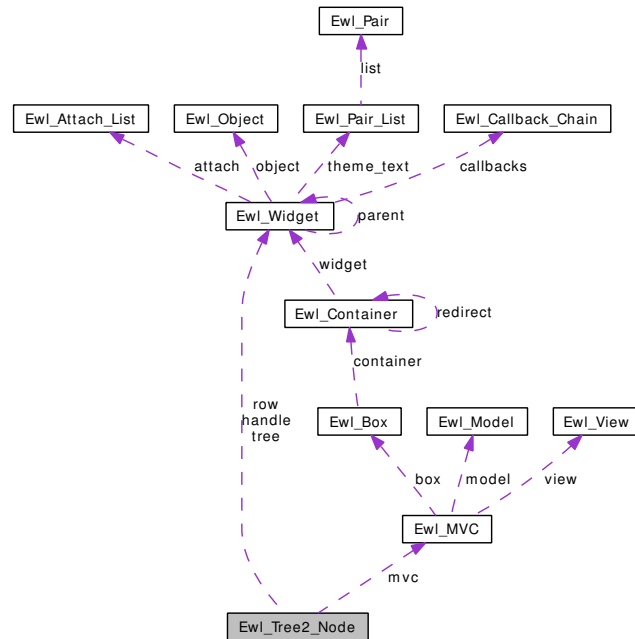 Ewl_Pair
list
Ewl_Attach_List
Ewl_Object
Ewl_Pair_List
Ewl_Callback_Chain
attach
object
theme_text
callbacks
Ewl_Widget
parent
widget
Ewl_Container
redirect
container
row
handle
tree
Ewl_Box
Ewl_Model
Ewl_View
box
model
view
Ewl_MVC
mvc
Ewl_Tree2_Node